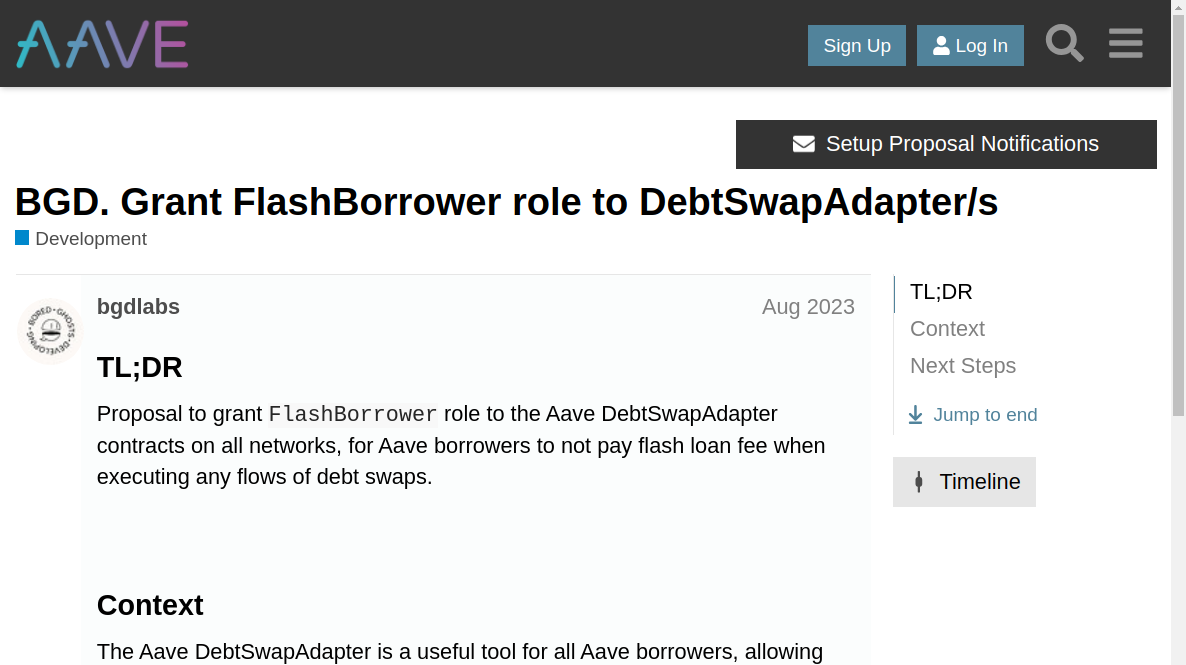 AAVE
Sign Up
Log In
Setup Proposal Notifications
BGD. Grant FlashBorrower role to DebtSwapAdapter/s
Development
bgdlabs
Aug 2023
BORED · GHOSTS · DEVELOPING ·
TL;DR
Proposal to grant FlashBorrower role to the Aave DebtSwapAdapter
contracts on all networks, for Aave borrowers to not pay flash loan fee when
executing any flows of debt swaps.
Context
The Aave DebtSwapAdapter is a useful tool for all Aave borrowers, allowing
TL;DR
Context
Next Steps
Jump to end
Timeline